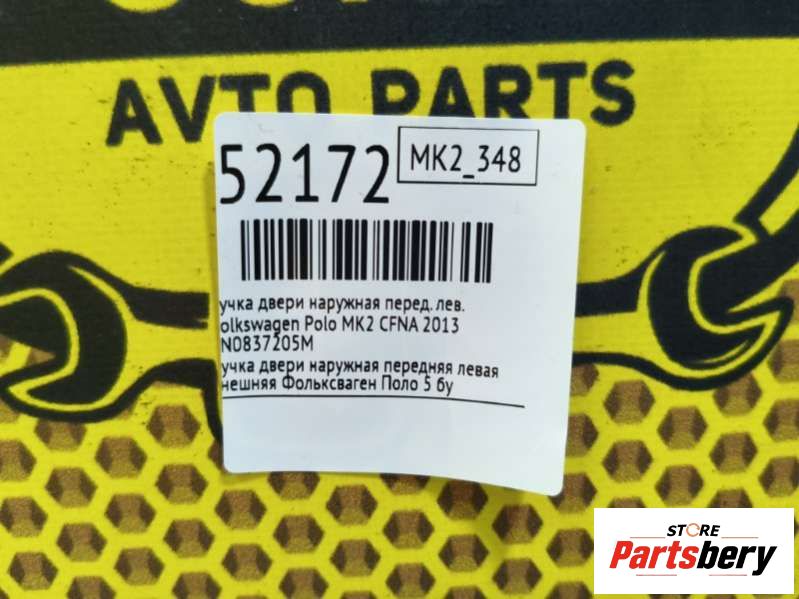 AVTO PARTS
52172
MK2_348
учка двери наружная перед. лев.
olkswagen Polo MK2 CFNA 2013
N0837205M
учка двери наружная передняя левая
нешняя Фольксваген Поло 5 бу
STORE
Partsbery